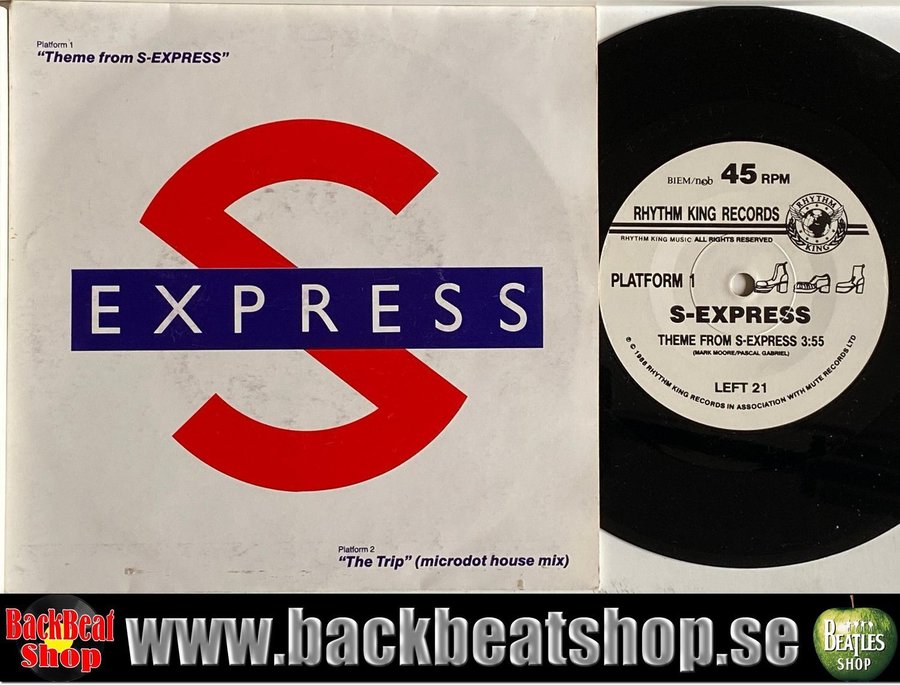 Platform 1
"Theme from S-EXPRESS"
S
EXPRESS
Platform 2
"The Trip" (microdot house mix)
BIEM/ncb 45 RPM
RHYTHM KING RECORDS
RHYTHM KING
RHYTHM KING MUSIC ALL RIGHTS RESERVED
PLATFORM 1
S-EXPRESS
THEME FROM S-EXPRESS 3:55
(MARK MOORE/PASCAL GABRIEL)
LEFT 21
℗ © 1988 RHYTHM KING RECORDS IN ASSOCIATION WITH MUTE RECORDS LTD
BackBeat
Shop
www.backbeatshop.se
BEATLES
SHOP